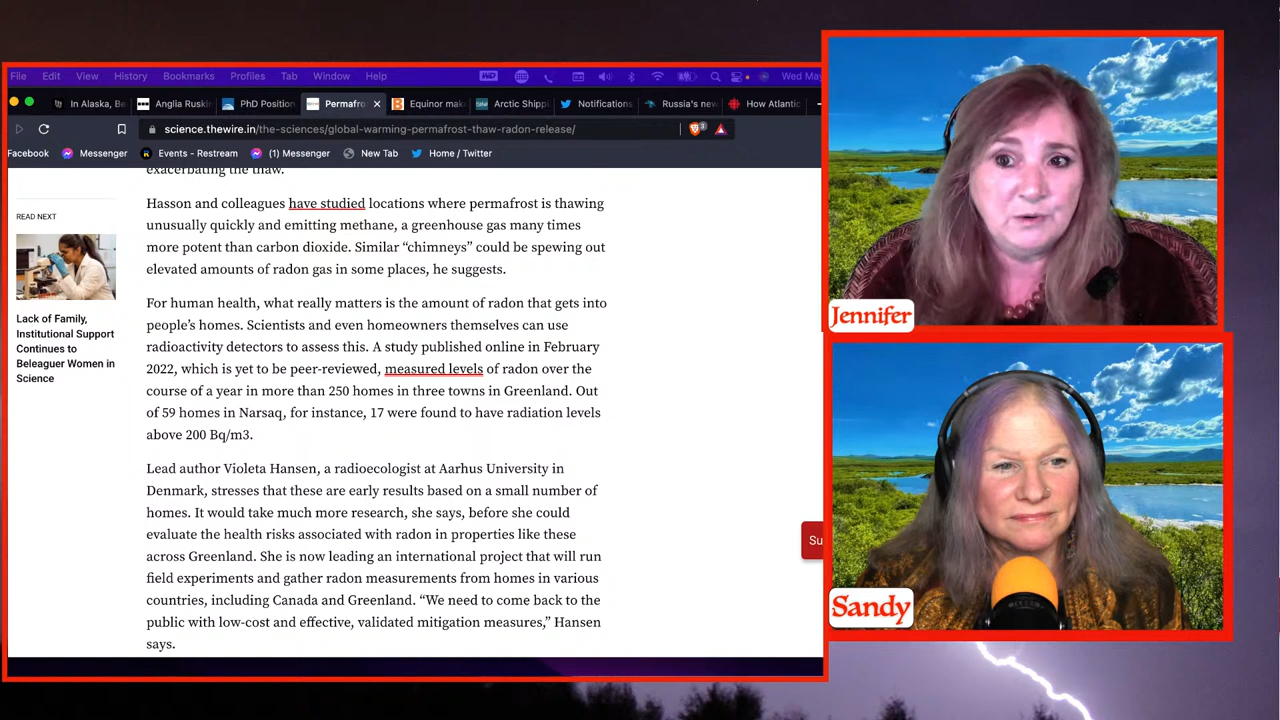 File Edit View History Bookmarks Profiles Tab Window Help HD Wed May
In Alaska, Be Anglia Ruskin PhD Position Permafro Equinor mak Arctic Shippi Notifications Russia's new How Atlantic
science.thewire.in/the-sciences/global-warming-permafrost-thaw-radon-release/ 3
Facebook Messenger Events - Restream (1) Messenger New Tab Home / Twitter
exacerbating the thaw.
READ NEXT
Lack of Family,
Institutional Support
Continues to
Beleaguer Women in
Science
Hasson and colleagues have studied locations where permafrost is thawing
unusually quickly and emitting methane, a greenhouse gas many times
more potent than carbon dioxide. Similar “chimneys” could be spewing out
elevated amounts of radon gas in some places, he suggests.
For human health, what really matters is the amount of radon that gets into
people’s homes. Scientists and even homeowners themselves can use
radioactivity detectors to assess this. A study published online in February
2022, which is yet to be peer-reviewed, measured levels of radon over the
course of a year in more than 250 homes in three towns in Greenland. Out
of 59 homes in Narsaq, for instance, 17 were found to have radiation levels
above 200 Bq/m3.
Lead author Violeta Hansen, a radioecologist at Aarhus University in
Denmark, stresses that these are early results based on a small number of
homes. It would take much more research, she says, before she could
evaluate the health risks associated with radon in properties like these
across Greenland. She is now leading an international project that will run
field experiments and gather radon measurements from homes in various
countries, including Canada and Greenland. “We need to come back to the
public with low-cost and effective, validated mitigation measures,” Hansen
says.
Su
Jennifer
Sandy